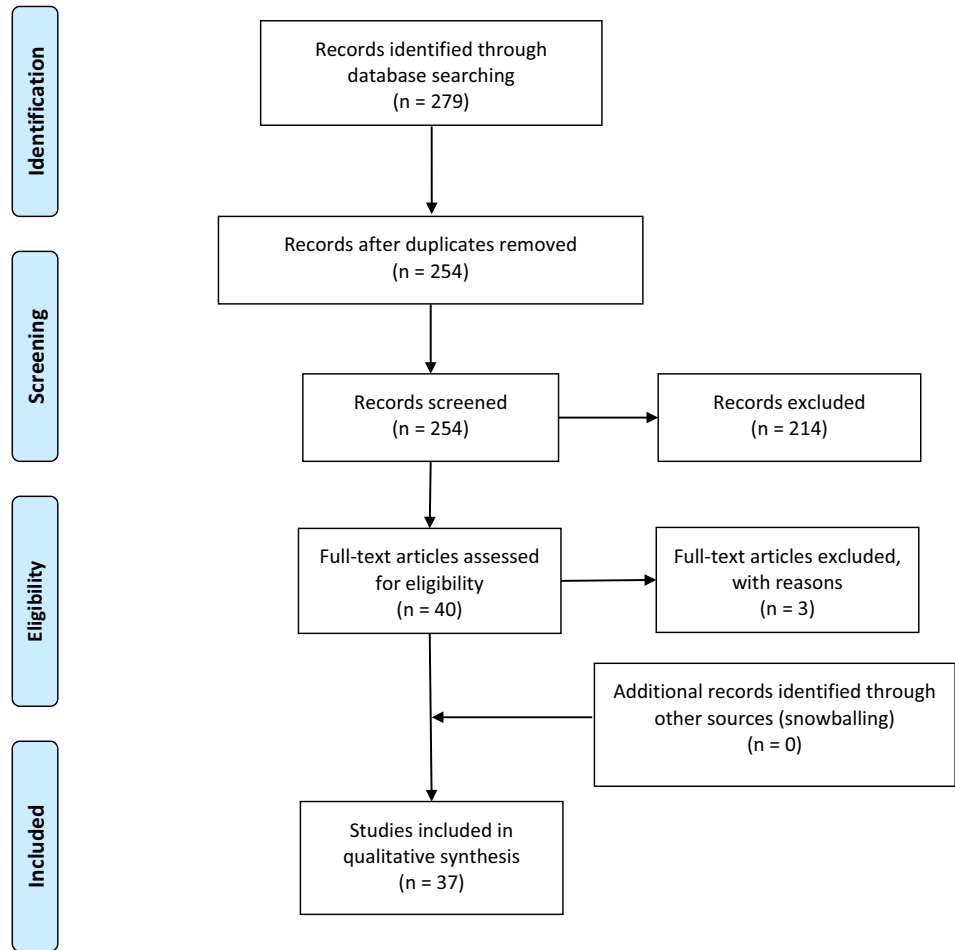 Identification
Records identified through
database searching
(n = 279)
Records after duplicates removed
(n = 254)
Screening
Records screened
(n = 254)
Records excluded
(n = 214)
Eligibility
Full-text articles assessed
for eligibility
(n = 40)
Full-text articles excluded,
with reasons
(n = 3)
Additional records identified through
other sources (snowballing)
(n = 0)
Included
Studies included in
qualitative synthesis
(n = 37)